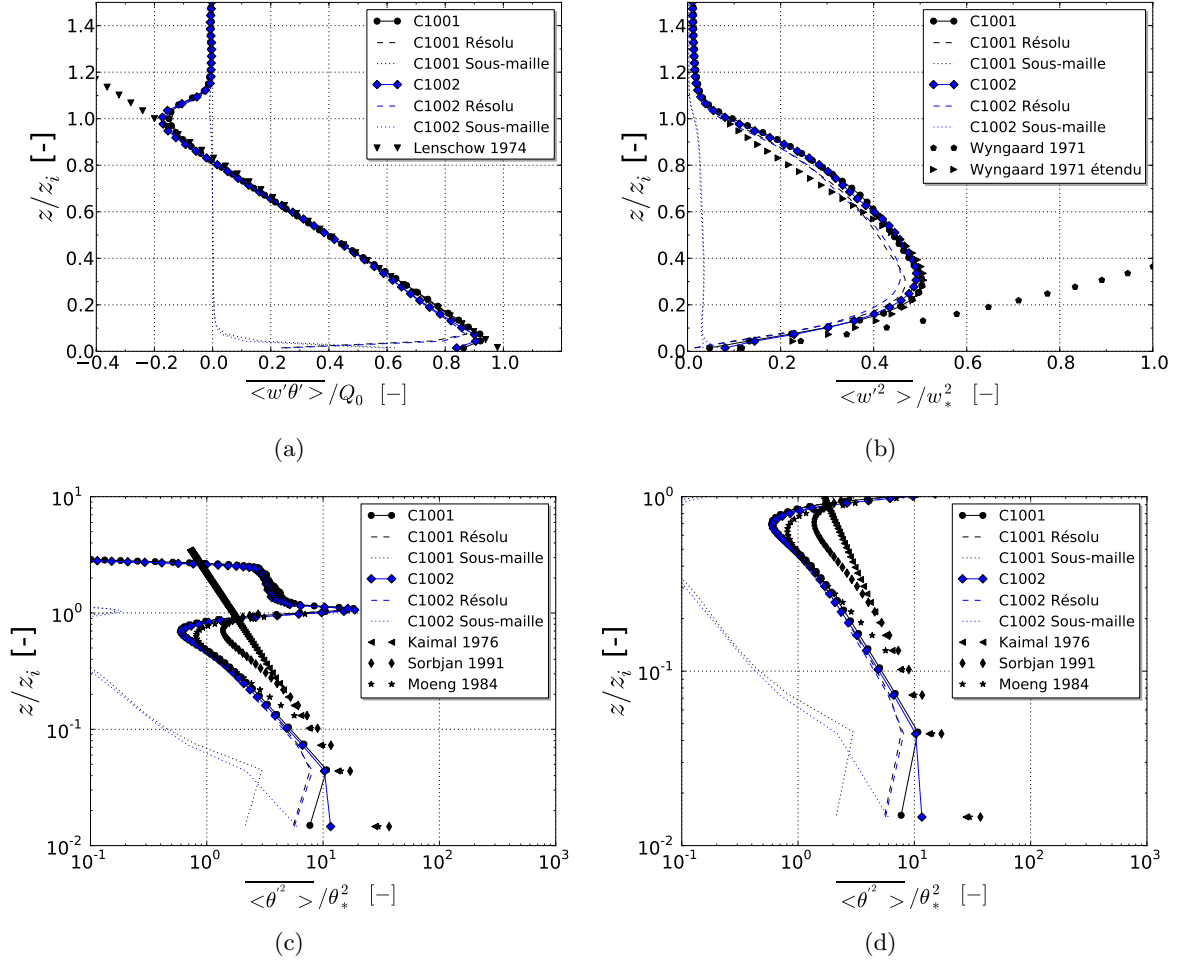 1.4
1.2
1.0
0.8
0.6
0.4
0.2
0.0
−0.4
−0.2
0.0
0.2
0.4
0.6
0.8
1.0
z/z_i [−]
<w′θ′>/Q_0 [−]
C1001
C1001 Résolu
C1001 Sous-maille
C1002
C1002 Résolu
C1002 Sous-maille
Lenschow 1974
(a)
1.4
1.2
1.0
0.8
0.6
0.4
0.2
0.0
0.0
0.2
0.4
0.6
0.8
1.0
z/z_i [−]
<w′^2>/w_*^2 [−]
C1001
C1001 Résolu
C1001 Sous-maille
C1002
C1002 Résolu
C1002 Sous-maille
Wyngaard 1971
Wyngaard 1971 étendu
(b)
10^1
10^0
10^-1
10^-2
10^-1
10^0
10^1
10^2
10^3
z/z_i [−]
<θ′^2>/θ_*^2 [−]
C1001
C1001 Résolu
C1001 Sous-maille
C1002
C1002 Résolu
C1002 Sous-maille
Kaimal 1976
Sorbjan 1991
Moeng 1984
(c)
10^0
10^-1
10^-2
10^-1
10^0
10^1
10^2
10^3
z/z_i [−]
<θ′^2>/θ_*^2 [−]
C1001
C1001 Résolu
C1001 Sous-maille
C1002
C1002 Résolu
C1002 Sous-maille
Kaimal 1976
Sorbjan 1991
Moeng 1984
(d)